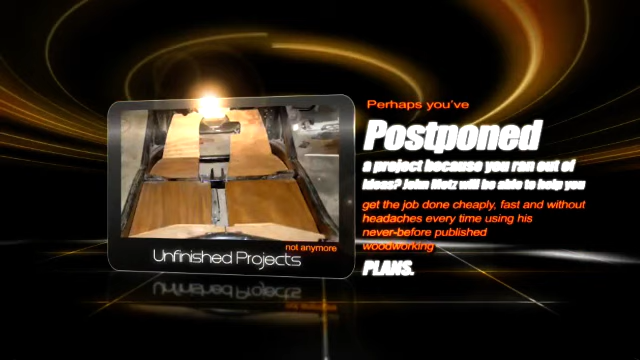 Perhaps you've
Postponed
a project because you ran out of
ideas? John Metz will be able to help you
get the job done cheaply, fast and without
headaches every time using his
never-before published
woodworking
PLANS.
not anymore
Unfinished Projects